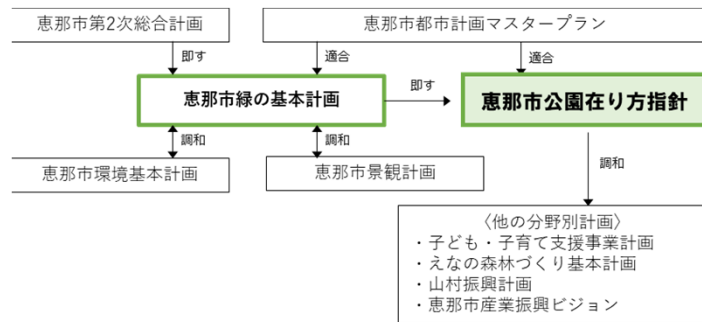 恵那市第2次総合計画
恵那市都市計画マスタープラン
即す
適合
適合
恵那市緑の基本計画
即す
恵那市公園在り方指針
調和
調和
調和
恵那市環境基本計画
恵那市景観計画
〈他の分野別計画〉
・子ども・子育て支援事業計画
・えなの森林づくり基本計画
・山村振興計画
・恵那市産業振興ビジョン